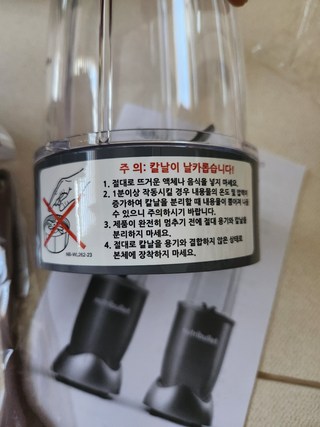 주 의: 칼날이 날카롭습니다!
1. 절대로 뜨거운 액체나 음식을 넣지 마세요.
2. 1분이상 작동시킬 경우 내용물의 온도 및 압력이
증가하여 칼날을 분리할 때 내용물이 뿜어져 나올
수 있으니 주의하시기 바랍니다.
3. 제품이 완전히 멈추기 전에 절대 용기와 칼날을
분리하지 마세요.
4. 절대로 칼날을 용기와 결합하지 않은 상태로
본체에 장착하지 마세요.
NB-WL262-23
nutribullet